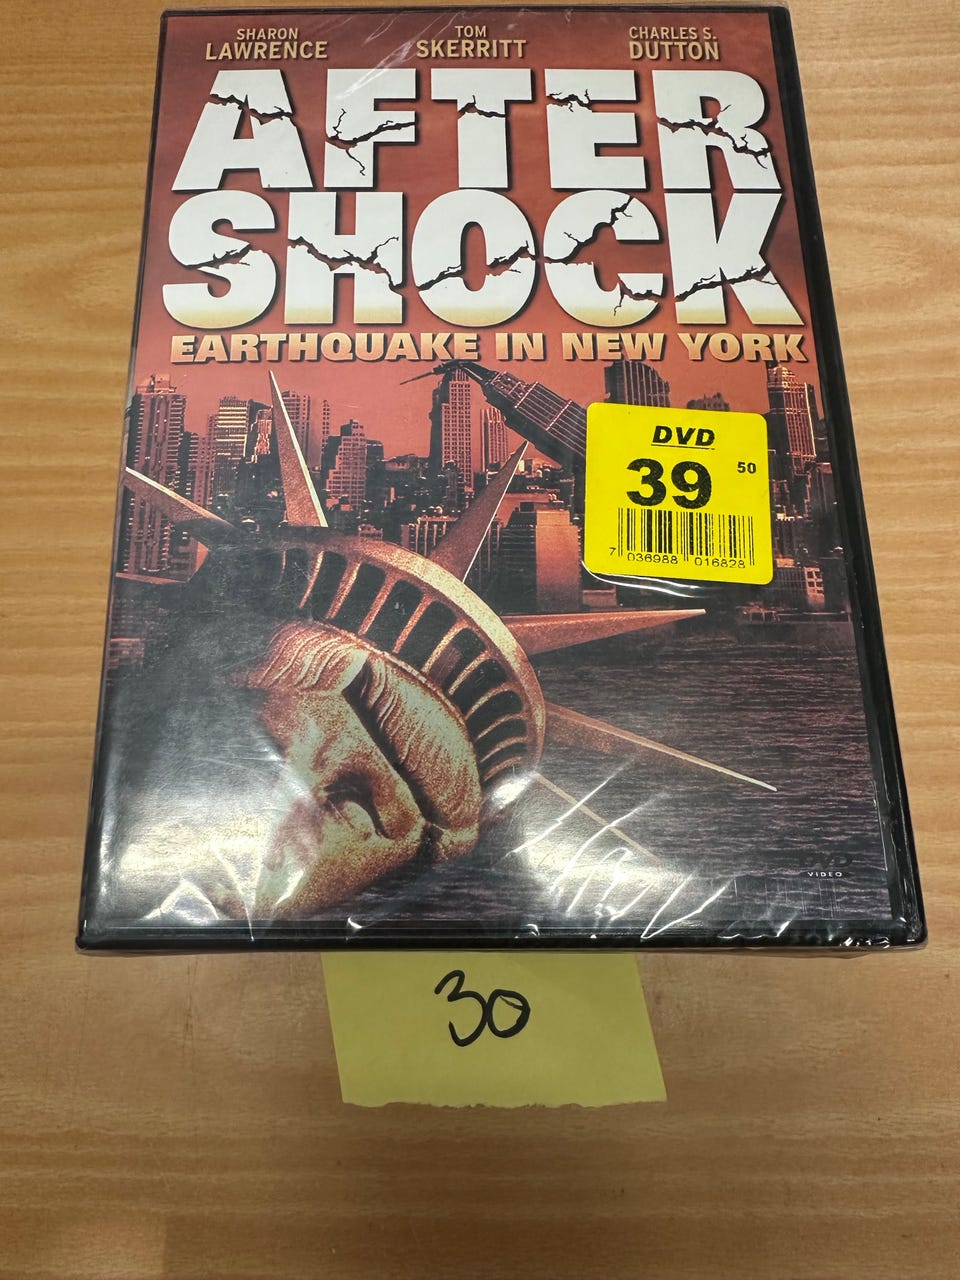 SHARON
LAWRENCE
TOM
SKERRITT
CHARLES S.
DUTTON
AFTER
SHOCK
EARTHQUAKE IN NEW YORK
DVD
39 50
7 036988 016828
DVD
VIDEO
30